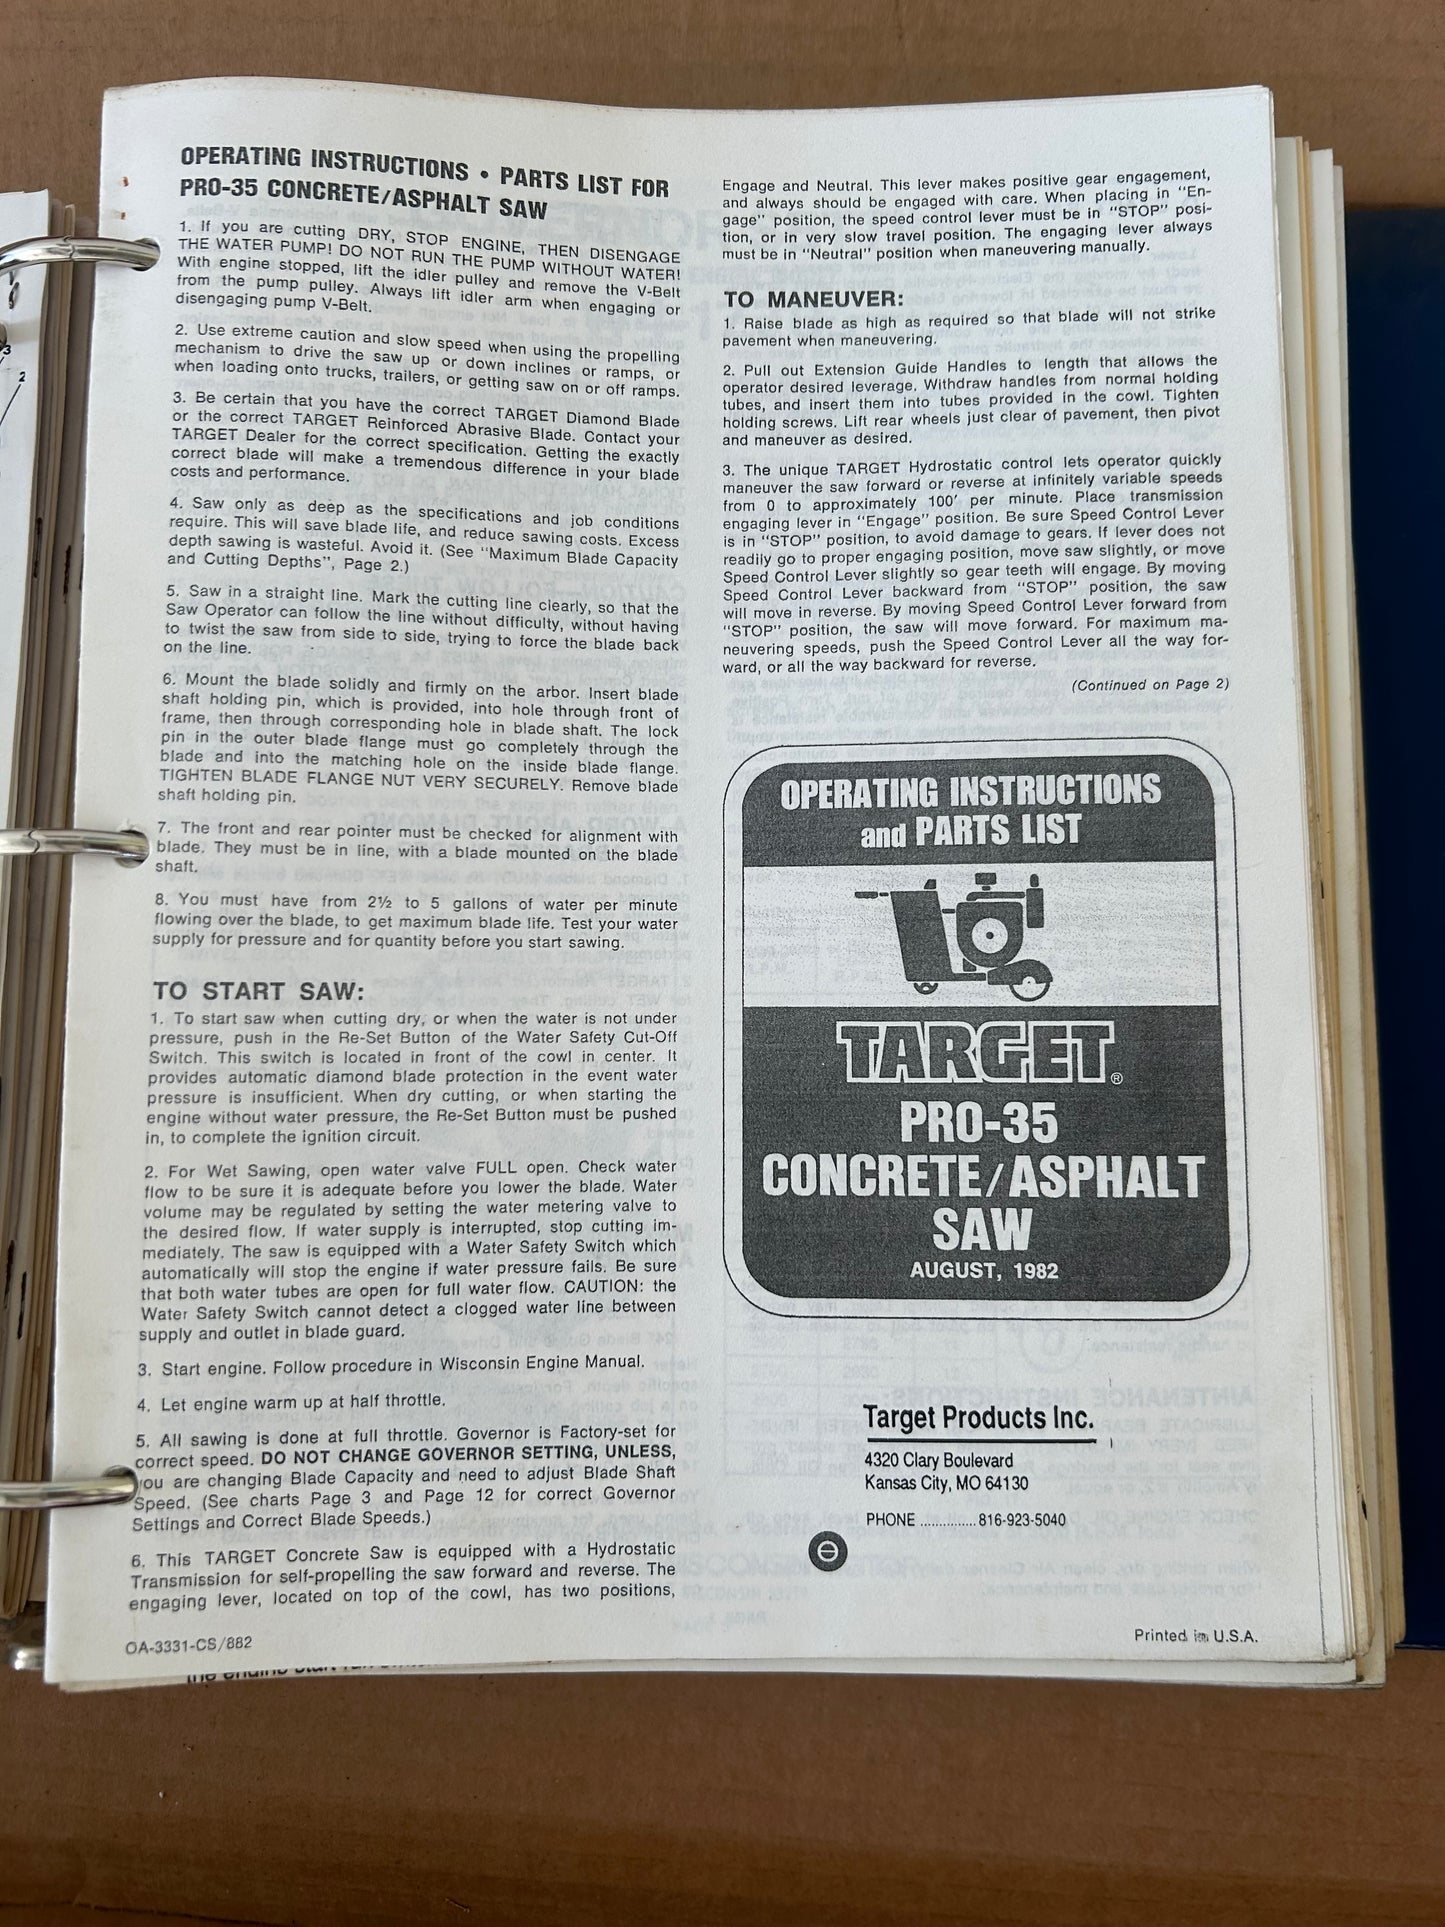 OPERATING INSTRUCTIONS • PARTS LIST FOR
PRO-35 CONCRETE/ASPHALT SAW
1. If you are cutting DRY, STOP ENGINE, THEN DISENGAGE
THE WATER PUMP! DO NOT RUN THE PUMP WITHOUT WATER!
With engine stopped, lift the idler pulley and remove the V-Belt
from the pump pulley. Always lift idler arm when engaging or
disengaging pump V-Belt.
2. Use extreme caution and slow speed when using the propelling
mechanism to drive the saw up or down inclines or ramps, or
when loading onto trucks, trailers, or getting saw on or off ramps.
3. Be certain that you have the correct TARGET Diamond Blade
or the correct TARGET Reinforced Abrasive Blade. Contact your
TARGET Dealer for the correct specification. Getting the exactly
correct blade will make a tremendous difference in your blade
costs and performance.
4. Saw only as deep as the specifications and job conditions
require. This will save blade life, and reduce sawing costs. Excess
depth sawing is wasteful. Avoid it. (See "Maximum Blade Capacity
and Cutting Depths", Page 2.)
5. Saw in a straight line. Mark the cutting line clearly, so that the
Saw Operator can follow the line without difficulty, without having
to twist the saw from side to side, trying to force the blade back
on the line.
6. Mount the blade solidly and firmly on the arbor. Insert blade
shaft holding pin, which is provided, into hole through front of
frame, then through corresponding hole in blade shaft. The lock
pin in the outer blade flange must go completely through the
blade and into the matching hole on the inside blade flange.
TIGHTEN BLADE FLANGE NUT VERY SECURELY. Remove blade
shaft holding pin.
7. The front and rear pointer must be checked for alignment with
blade. They must be in line, with a blade mounted on the blade
shaft.
8. You must have from 2½ to 5 gallons of water per minute
flowing over the blade, to get maximum blade life. Test your water
supply for pressure and for quantity before you start sawing.
TO START SAW:
1. To start saw when cutting dry, or when the water is not under
pressure, push in the Re-Set Button of the Water Safety Cut-Off
Switch. This switch is located in front of the cowl in center. It
provides automatic diamond blade protection in the event water
pressure is insufficient. When dry cutting, or when starting the
engine without water pressure, the Re-Set Button must be pushed
in, to complete the ignition circuit.
2. For Wet Sawing, open water valve FULL open. Check water
flow to be sure it is adequate before you lower the blade. Water
volume may be regulated by setting the water metering valve to
the desired flow. If water supply is interrupted, stop cutting im-
mediately. The saw is equipped with a Water Safety Switch which
automatically will stop the engine if water pressure fails. Be sure
that both water tubes are open for full water flow. CAUTION: the
Water Safety Switch cannot detect a clogged water line between
supply and outlet in blade guard.
3. Start engine. Follow procedure in Wisconsin Engine Manual.
4. Let engine warm up at half throttle.
5. All sawing is done at full throttle. Governor is Factory-set for
correct speed. DO NOT CHANGE GOVERNOR SETTING, UNLESS,
you are changing Blade Capacity and need to adjust Blade Shaft
Speed. (See charts Page 3 and Page 12 for correct Governor
Settings and Correct Blade Speeds.)
6. This TARGET Concrete Saw is equipped with a Hydrostatic
Transmission for self-propelling the saw forward and reverse. The
engaging lever, located on top of the cowl, has two positions,
OA-3331-CS/882
Engage and Neutral. This lever makes positive gear engagement,
and always should be engaged with care. When placing in "En-
gage" position, the speed control lever must be in "STOP" posi-
tion, or in very slow travel position. The engaging lever always
must be in "Neutral" position when maneuvering manually.
TO MANEUVER:
1. Raise blade as high as required so that blade will not strike
pavement when maneuvering.
2. Pull out Extension Guide Handles to length that allows the
operator desired leverage. Withdraw handles from normal holding
tubes, and insert them into tubes provided in the cowl. Tighten
holding screws. Lift rear wheels just clear of pavement, then pivot
and maneuver as desired.
3. The unique TARGET Hydrostatic control lets operator quickly
maneuver the saw forward or reverse at infinitely variable speeds
from 0 to approximately 100' per minute. Place transmission
engaging lever in "Engage" position. Be sure Speed Control Lever
is in "STOP" position, to avoid damage to gears. If lever does not
readily go to proper engaging position, move saw slightly, or move
Speed Control Lever slightly so gear teeth will engage. By moving
Speed Control Lever backward from "STOP" position, the saw
will move in reverse. By moving Speed Control Lever forward from
"STOP" position, the saw will move forward. For maximum ma-
neuvering speeds, push the Speed Control Lever all the way for-
ward, or all the way backward for reverse.
(Continued on Page 2)
OPERATING INSTRUCTIONS
and PARTS LIST
TARGET®
PRO-35
CONCRETE/ASPHALT
SAW
AUGUST, 1982
Target Products Inc.
4320 Clary Boulevard
Kansas City, MO 64130
PHONE .............. 816-923-5040
Printed in U.S.A.
3
2